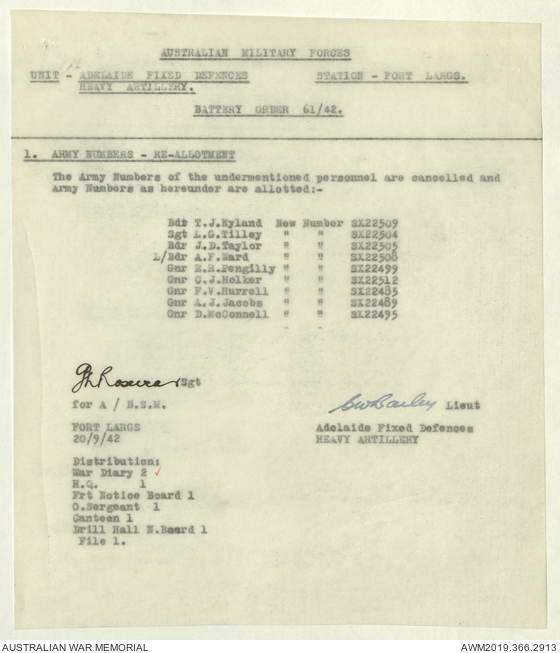 AUSTRALIAN MILITARY FORCES
UNIT - ADELAIDE FIXED DEFENCES STATION - FORT LARGS.
HEAVY ARTILLERY.
BATTERY ORDER 61/42.
1. ARMY NUMBERS - RE-ALLOTMENT
The Army Numbers of the undermentioned personnel are cancelled and
Army Numbers as hereunder are allotted:-
Bdr T.J.Hyland New Number SX22509
Sgt L.G.Tilley " " SX22504
Bdr J.D.Taylor " " SX22505
L/Bdr A.F.Ward " " SX22508
Gnr E.R.Pengilly " " SX22499
Gnr C.J.Holker " " SX22512
Gnr F.V.Hurrell " " SX22485
Gnr A.J.Jacobs " " SX22489
Gnr D.McConnell " " SX22495
Sgt
for A / B.S.M. Lieut
FORT LARGS Adelaide Fixed Defences
20/9/42 HEAVY ARTILLERY
Distribution;
War Diary 2 ✓
H.Q. 1
Frt Notice Board 1
O.Sergeant 1
Canteen 1
Drill Hall N.Board 1
File 1.
AUSTRALIAN WAR MEMORIAL AWM2019.366.2913